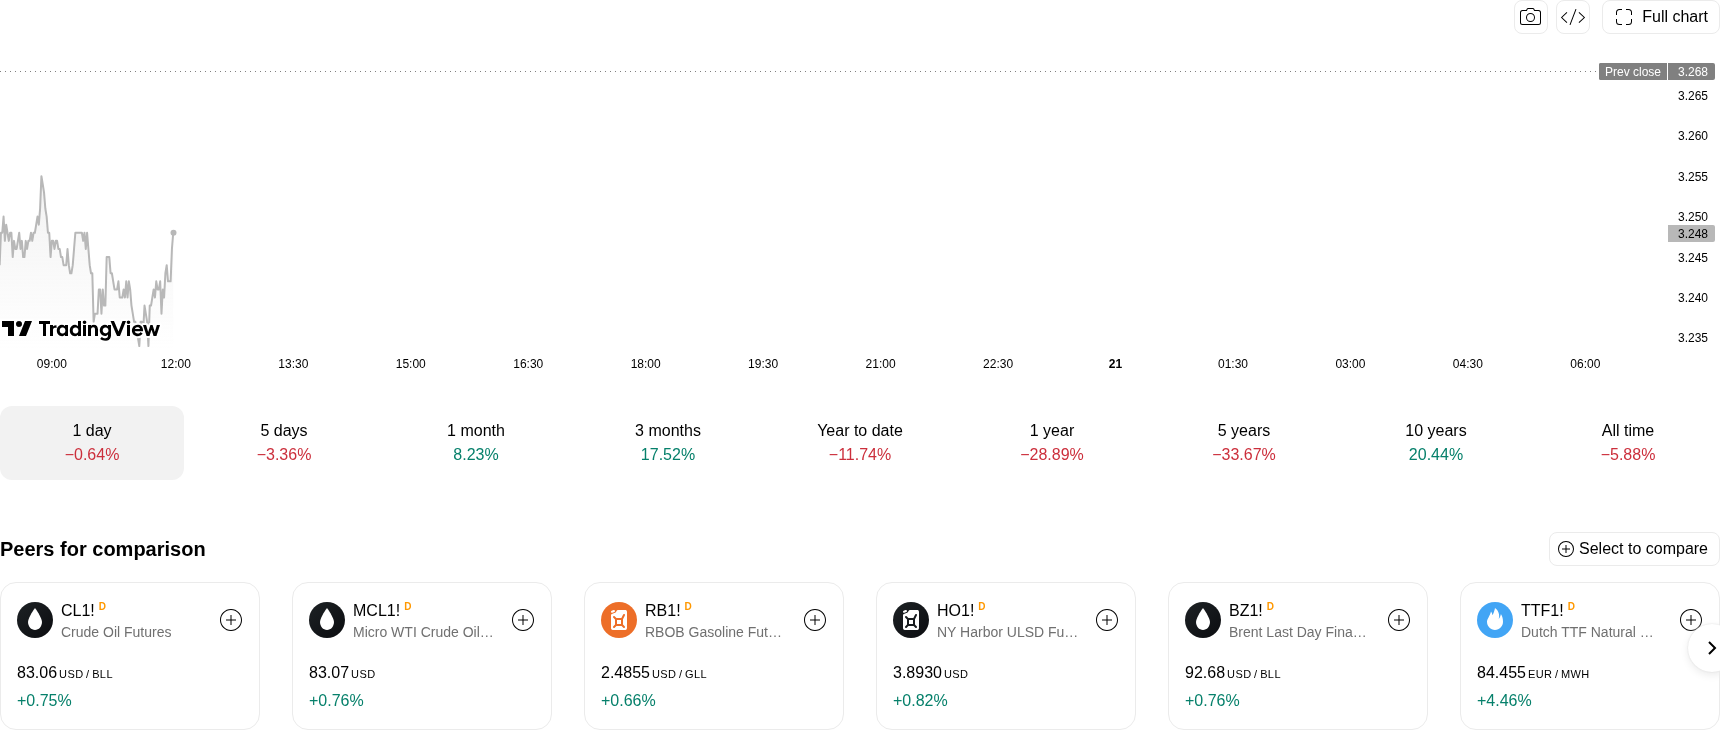 Full chart
Prev close 3.268
3.265
3.260
3.255
3.250
3.248
3.245
3.240
3.235
TradingView
09:00 12:00 13:30 15:00 16:30 18:00 19:30 21:00 22:30 21 01:30 03:00 04:30 06:00
1 day 5 days 1 month 3 months Year to date 1 year 5 years 10 years All time
−0.64% −3.36% 8.23% 17.52% −11.74% −28.89% −33.67% 20.44% −5.88%
Peers for comparison Select to compare
CL1! D MCL1! D RB1! D HO1! D BZ1! D TTF1! D
Crude Oil Futures Micro WTI Crude Oil… RBOB Gasoline Fut… NY Harbor ULSD Fu… Brent Last Day Fina… Dutch TTF Natural …
83.06 USD / BLL 83.07 USD 2.4855 USD / GLL 3.8930 USD 92.68 USD / BLL 84.455 EUR / MWH
+0.75% +0.76% +0.66% +0.82% +0.76% +4.46%